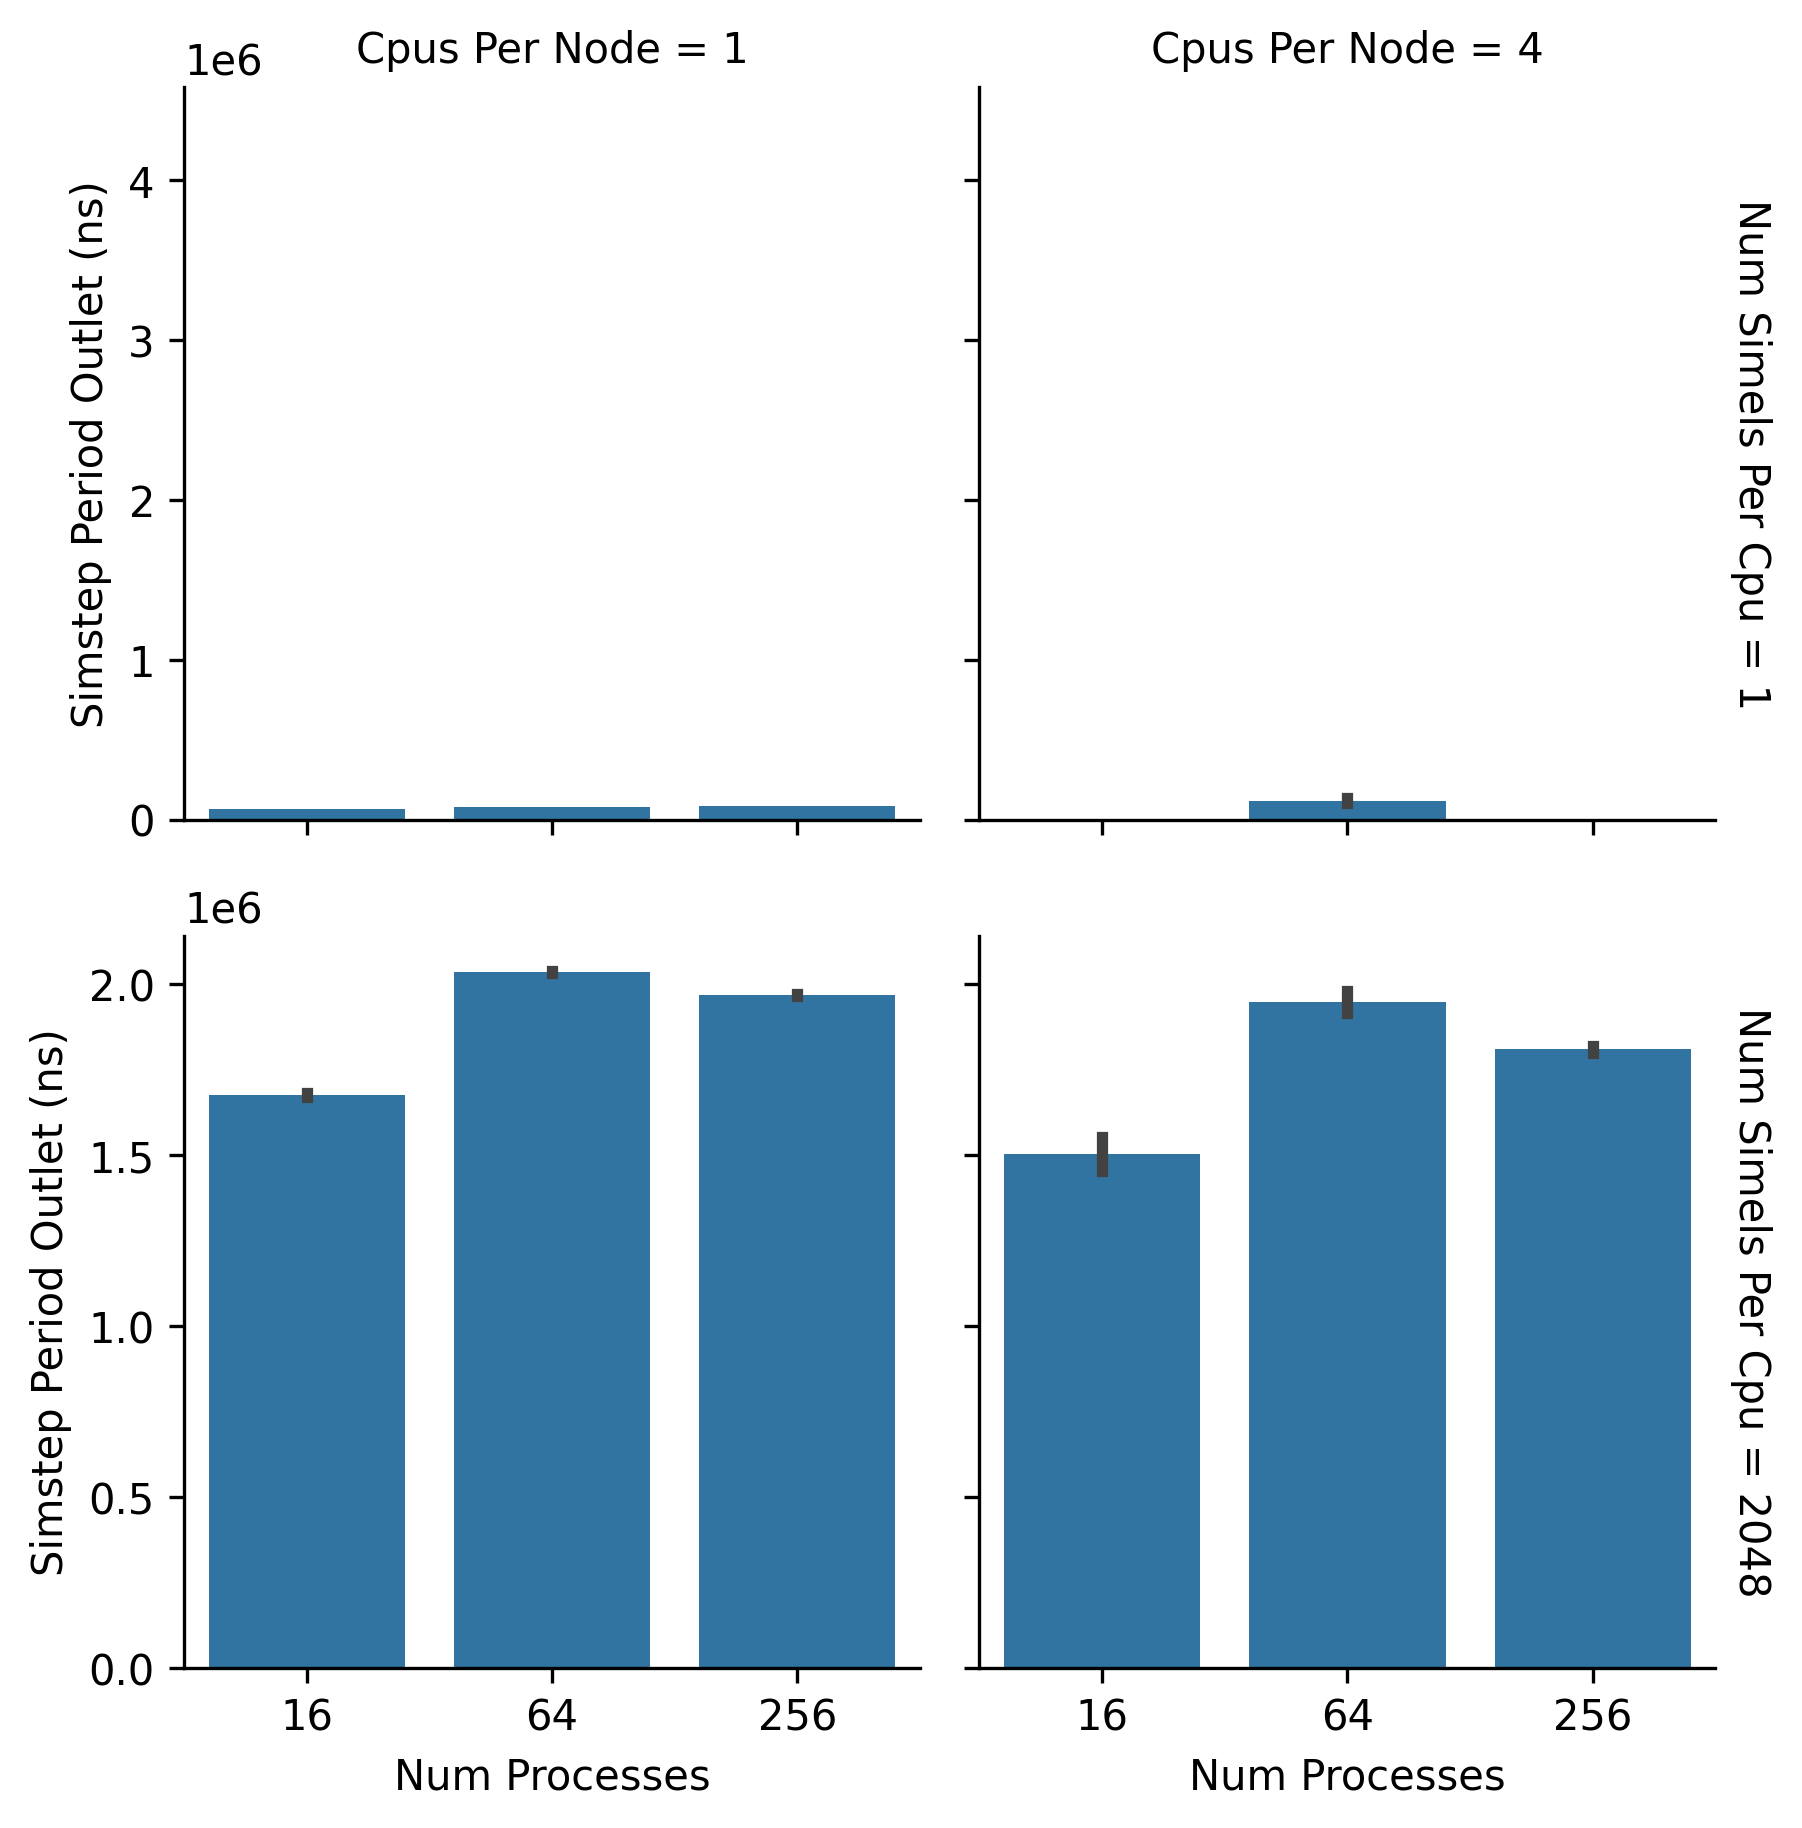 Cpus Per Node = 1
Cpus Per Node = 4
1e6
Simstep Period Outlet (ns)
4
3
2
1
0
Num Simels Per Cpu = 1
1e6
Simstep Period Outlet (ns)
2.0
1.5
1.0
0.5
0.0
Num Simels Per Cpu = 2048
16 64 256
16 64 256
Num Processes
Num Processes